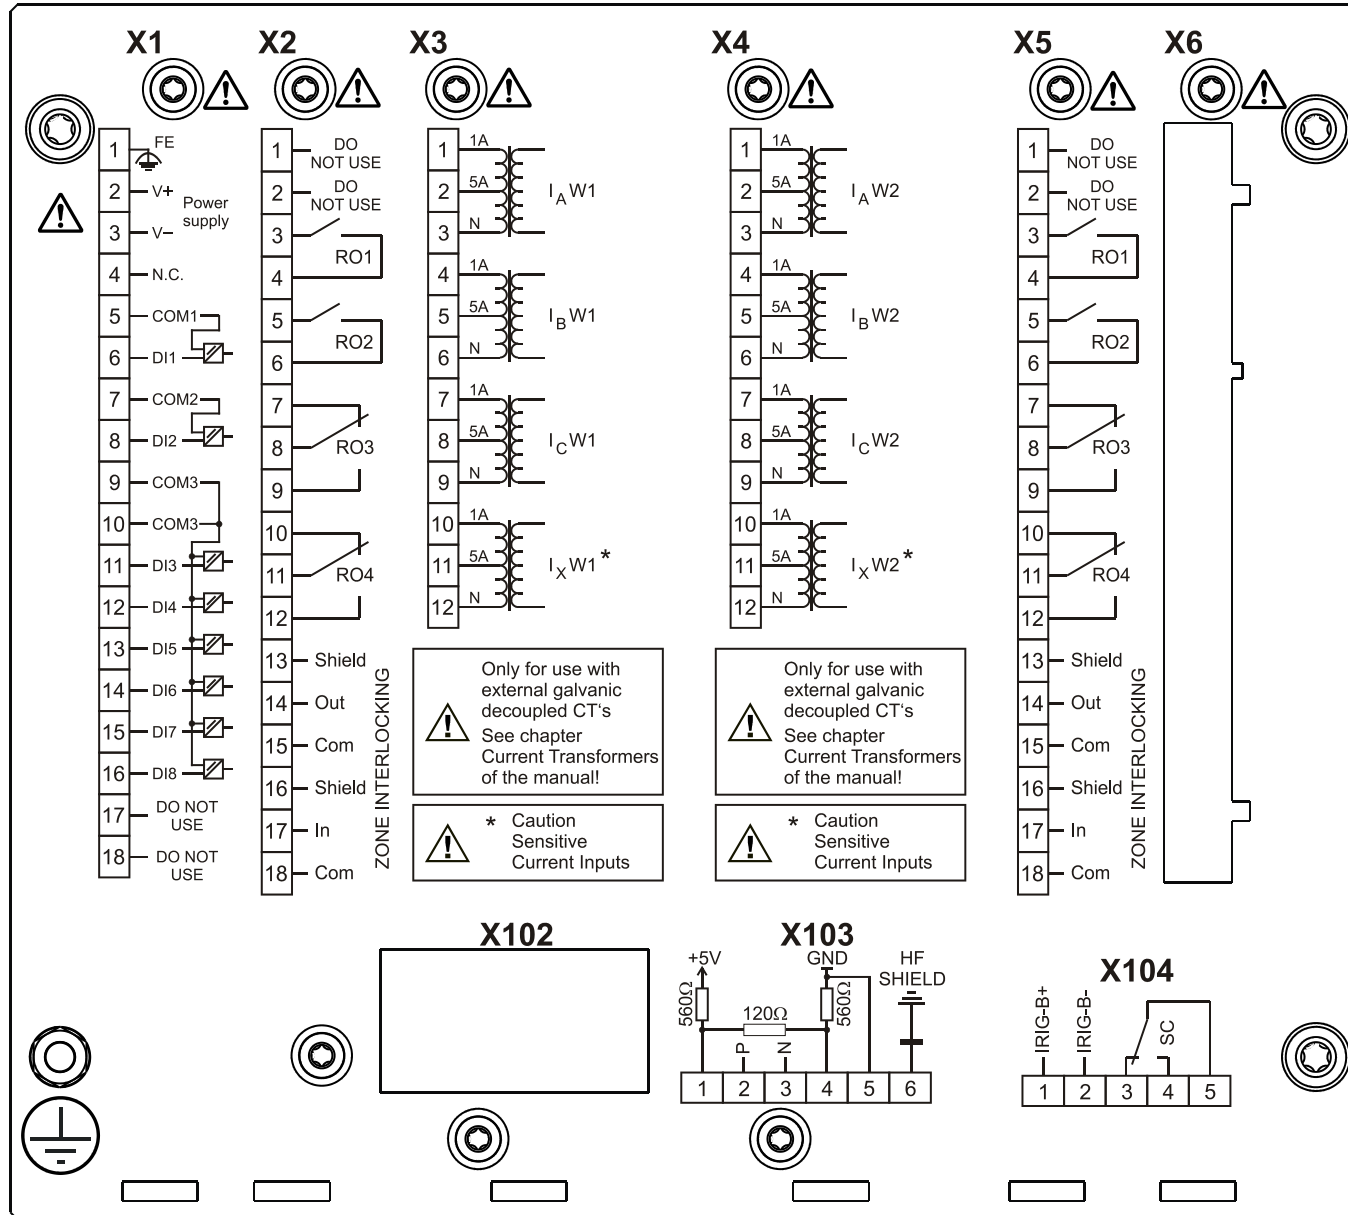 X1
X2
X3
X4
X5
X6
1
FE
2
V+
Power
supply
3
V–
4
N.C.
5
COM1
6
DI1
7
COM2
8
DI2
9
COM3
10
COM3
11
DI3
12
DI4
13
DI5
14
DI6
15
DI7
16
DI8
17
DO NOT
USE
18
DO NOT
USE
1
DO
NOT USE
2
DO
NOT USE
3
RO1
4
5
RO2
6
7
8
RO3
9
10
11
RO4
12
13
Shield
14
Out
15
Com
16
Shield
17
In
18
Com
ZONE INTERLOCKING
1
1A
2
5A
IA W1
3
N
4
1A
5
5A
IB W1
6
N
7
1A
8
5A
IC W1
9
N
10
1A
11
5A
IX W1*
12
N
Only for use with
external galvanic
decoupled CT‘s
See chapter
Current Transformers
of the manual!
* Caution
Sensitive
Current Inputs
1
1A
2
5A
IA W2
3
N
4
1A
5
5A
IB W2
6
N
7
1A
8
5A
IC W2
9
N
10
1A
11
5A
IX W2*
12
N
Only for use with
external galvanic
decoupled CT‘s
See chapter
Current Transformers
of the manual!
* Caution
Sensitive
Current Inputs
1
DO
NOT USE
2
DO
NOT USE
3
RO1
4
5
RO2
6
7
8
RO3
9
10
11
RO4
12
13
Shield
14
Out
15
Com
16
Shield
17
In
18
Com
ZONE INTERLOCKING
X102
X103
+5V
GND
HF
SHIELD
560Ω
120Ω
560Ω
P
N
1 2 3 4 5 6
X104
IRIG-B+
IRIG-B-
SC
1 2 3 4 5